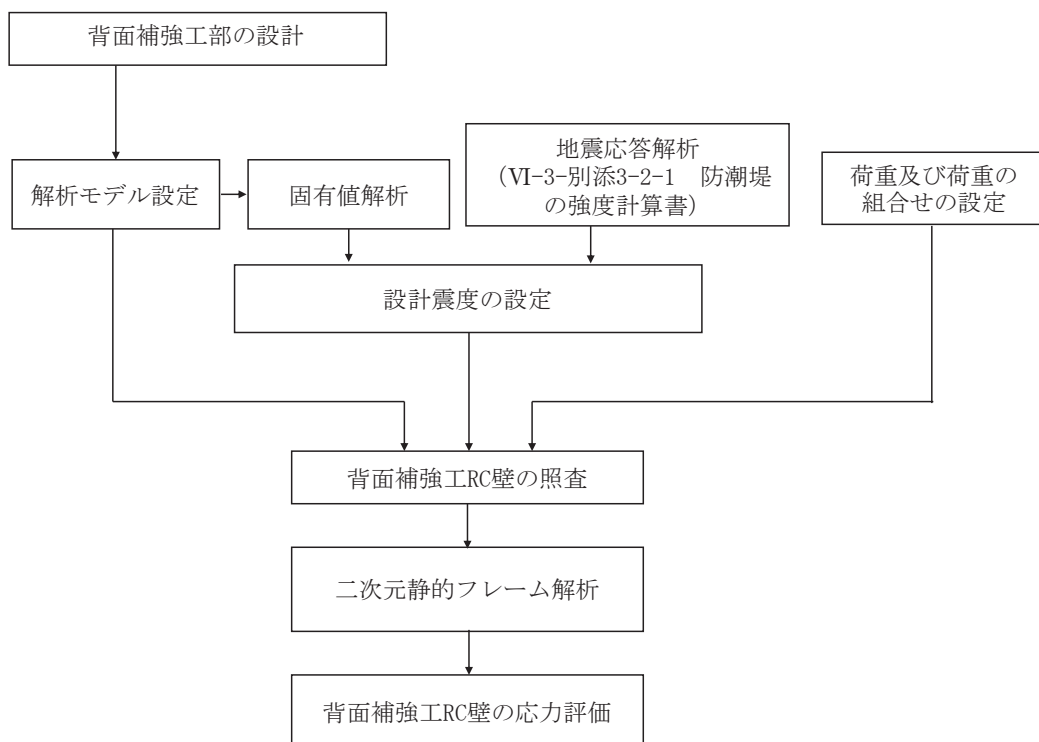 背面補強工部の設計
地震応答解析
(Ⅵ-3-別添3-2-1　防潮堤
の強度計算書)
荷重及び荷重の
組合せの設定
解析モデル設定
固有値解析
設計震度の設定
背面補強工RC壁の照査
二次元静的フレーム解析
背面補強工RC壁の応力評価